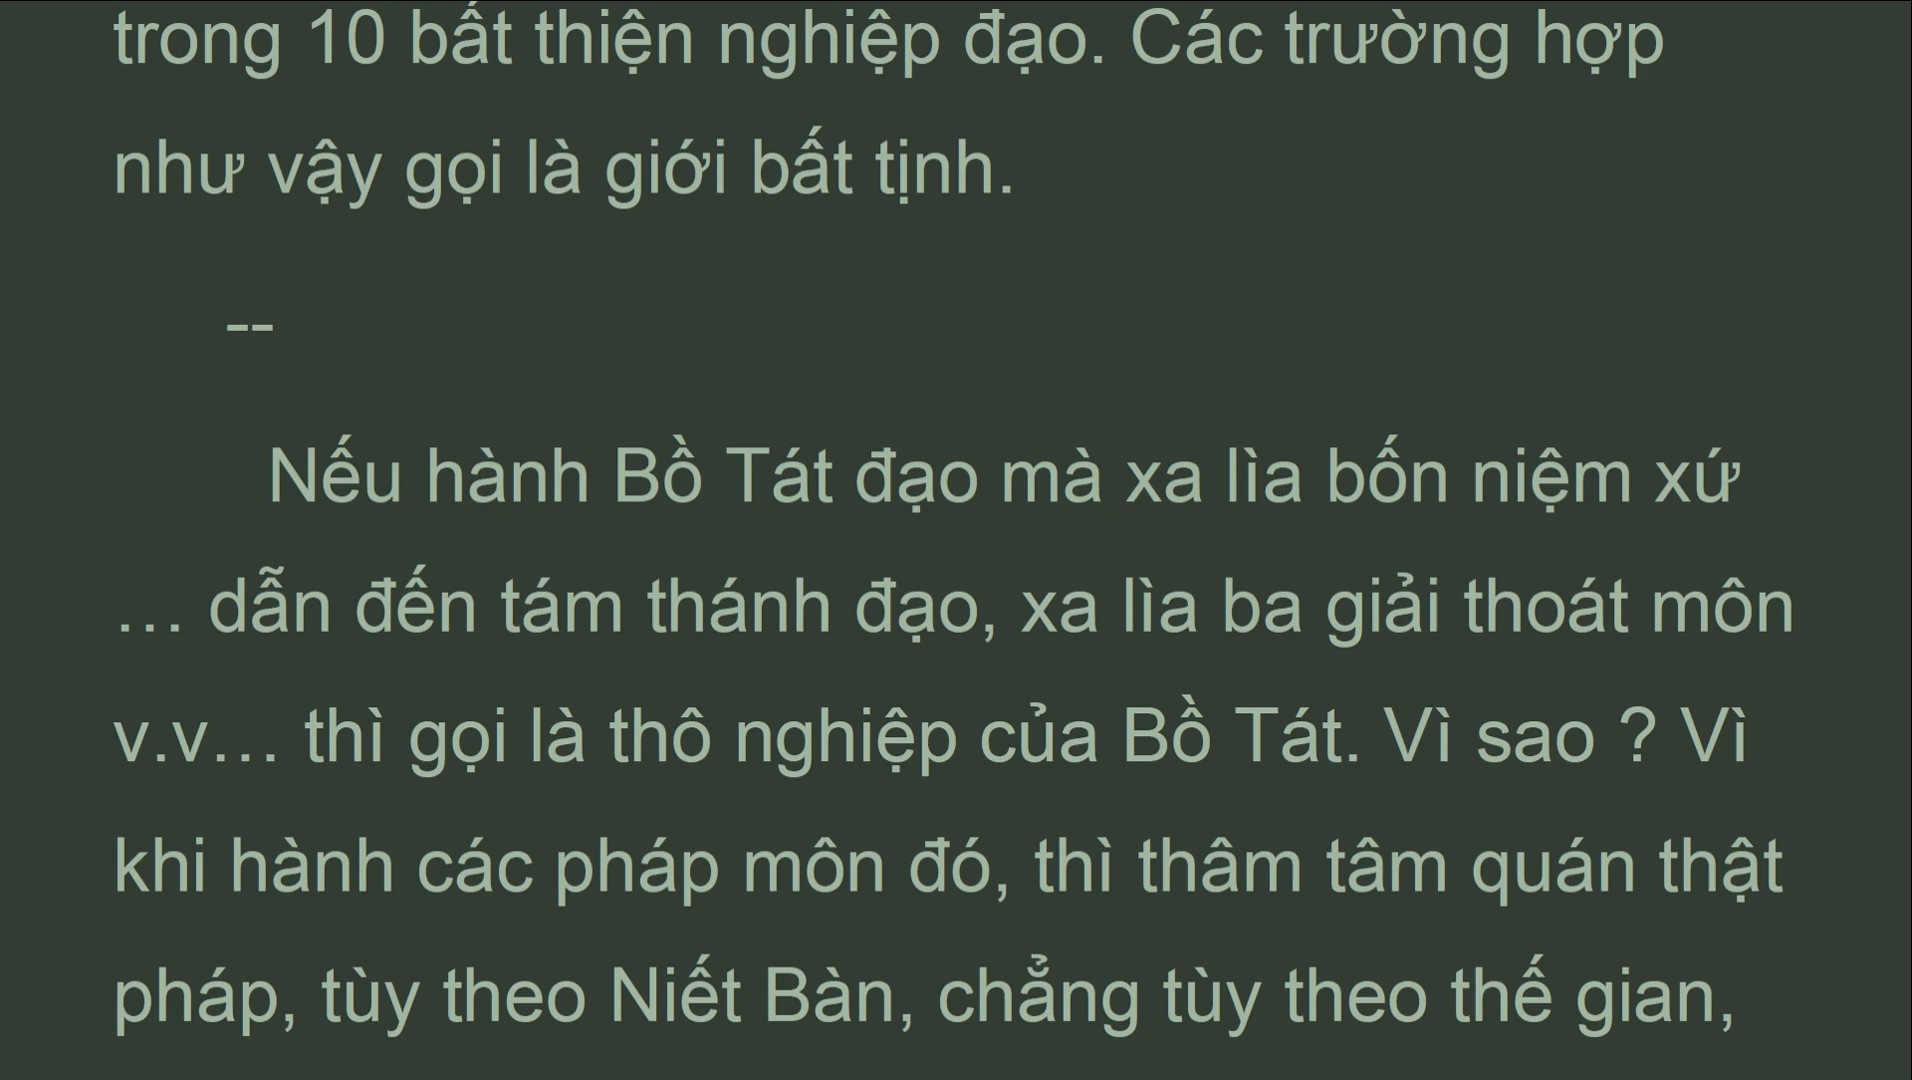 trong 10 bất thiện nghiệp đạo. Các trường hợp
như vậy gọi là giới bất tịnh.
--
Nếu hành Bồ Tát đạo mà xa lìa bốn niệm xứ
… dẫn đến tám thánh đạo, xa lìa ba giải thoát môn
v.v… thì gọi là thô nghiệp của Bồ Tát. Vì sao ? Vì
khi hành các pháp môn đó, thì thâm tâm quán thật
pháp, tùy theo Niết Bàn, chẳng tùy theo thế gian,